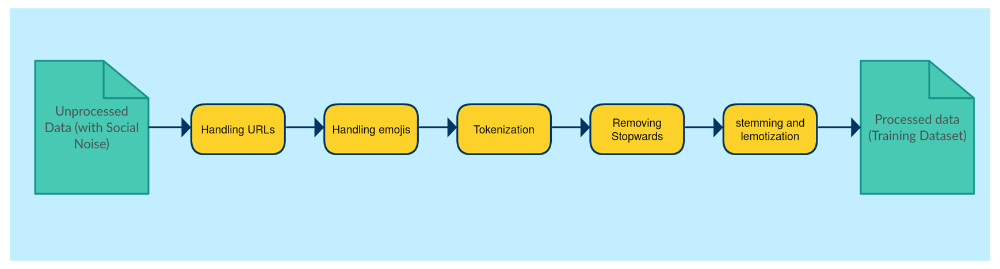 Unprocessed
Data (with Social
Noise)
Handling URLs
Handling emojis
Tokenization
Removing
Stopwards
stemming and
lemotization
Processed data
(Training Dataset)